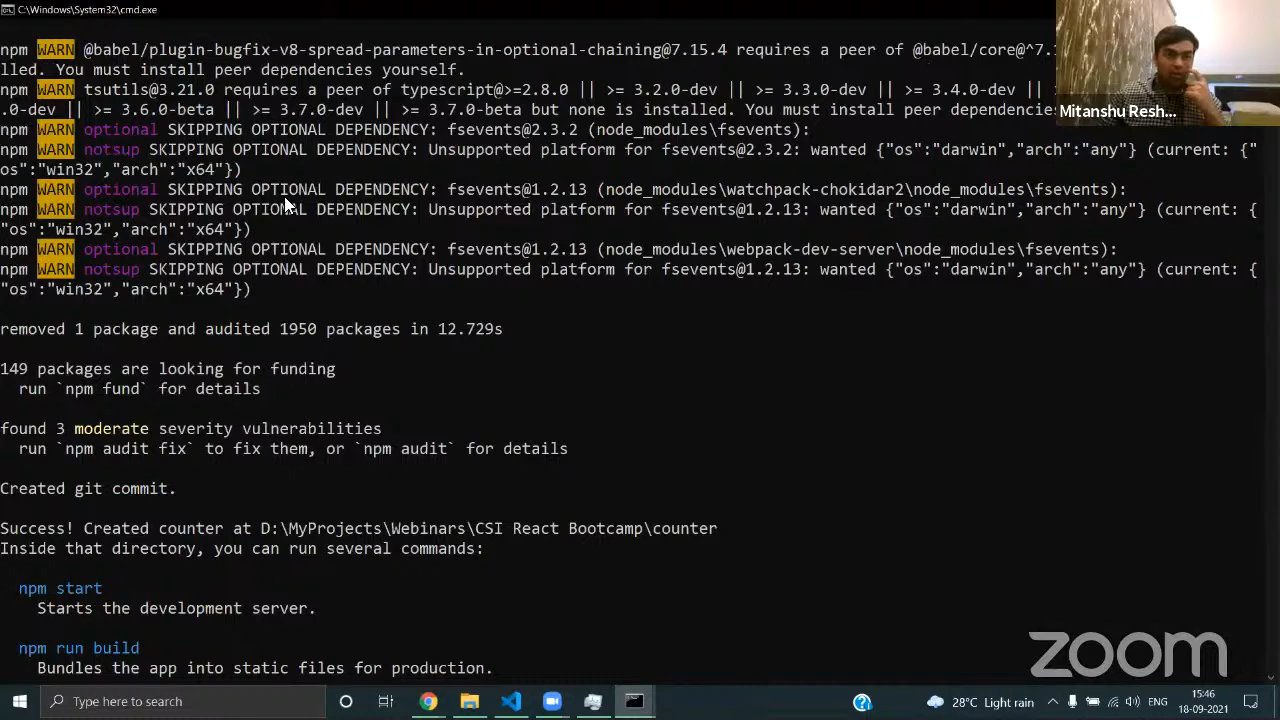 C:\Windows\System32\cmd.exe
npm WARN @babel/plugin-bugfix-v8-spread-parameters-in-optional-chaining@7.15.4 requires a peer of @babel/core@^7.1
lled. You must install peer dependencies yourself.
npm WARN tsutils@3.21.0 requires a peer of typescript@>=2.8.0 || >= 3.2.0-dev || >= 3.3.0-dev || >= 3.4.0-dev ||
.0-dev || >= 3.6.0-beta || >= 3.7.0-dev || >= 3.7.0-beta but none is installed. You must install peer dependencies
Mitanshu Resh...
npm WARN optional SKIPPING OPTIONAL DEPENDENCY: fsevents@2.3.2 (node_modules\fsevents):
npm WARN notsup SKIPPING OPTIONAL DEPENDENCY: Unsupported platform for fsevents@2.3.2: wanted {"os":"darwin","arch":"any"} (current: {"
os":"win32","arch":"x64"})
npm WARN optional SKIPPING OPTIONAL DEPENDENCY: fsevents@1.2.13 (node_modules\watchpack-chokidar2\node_modules\fsevents):
npm WARN notsup SKIPPING OPTIONAL DEPENDENCY: Unsupported platform for fsevents@1.2.13: wanted {"os":"darwin","arch":"any"} (current: {
"os":"win32","arch":"x64"})
npm WARN optional SKIPPING OPTIONAL DEPENDENCY: fsevents@1.2.13 (node_modules\webpack-dev-server\node_modules\fsevents):
npm WARN notsup SKIPPING OPTIONAL DEPENDENCY: Unsupported platform for fsevents@1.2.13: wanted {"os":"darwin","arch":"any"} (current: {
"os":"win32","arch":"x64"})
removed 1 package and audited 1950 packages in 12.729s
149 packages are looking for funding
run `npm fund` for details
found 3 moderate severity vulnerabilities
run `npm audit fix` to fix them, or `npm audit` for details
Created git commit.
Success! Created counter at D:\MyProjects\Webinars\CSI React Bootcamp\counter
Inside that directory, you can run several commands:
npm start
Starts the development server.
npm run build
Bundles the app into static files for production.
zoom
Type here to search
28°C Light rain
ENG
15:46
18-09-2021